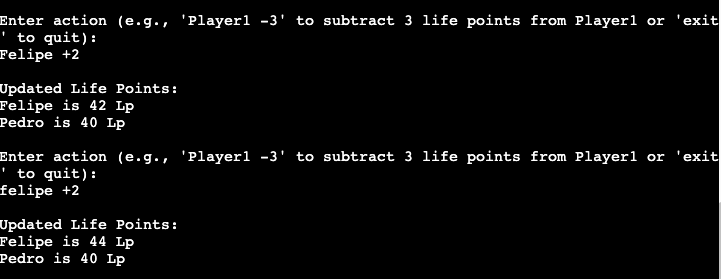 Enter action (e.g., 'Player1 -3' to subtract 3 life points from Player1 or 'exit
' to quit):
Felipe +2
Updated Life Points:
Felipe is 42 Lp
Pedro is 40 Lp
Enter action (e.g., 'Player1 -3' to subtract 3 life points from Player1 or 'exit
' to quit):
felipe +2
Updated Life Points:
Felipe is 44 Lp
Pedro is 40 Lp